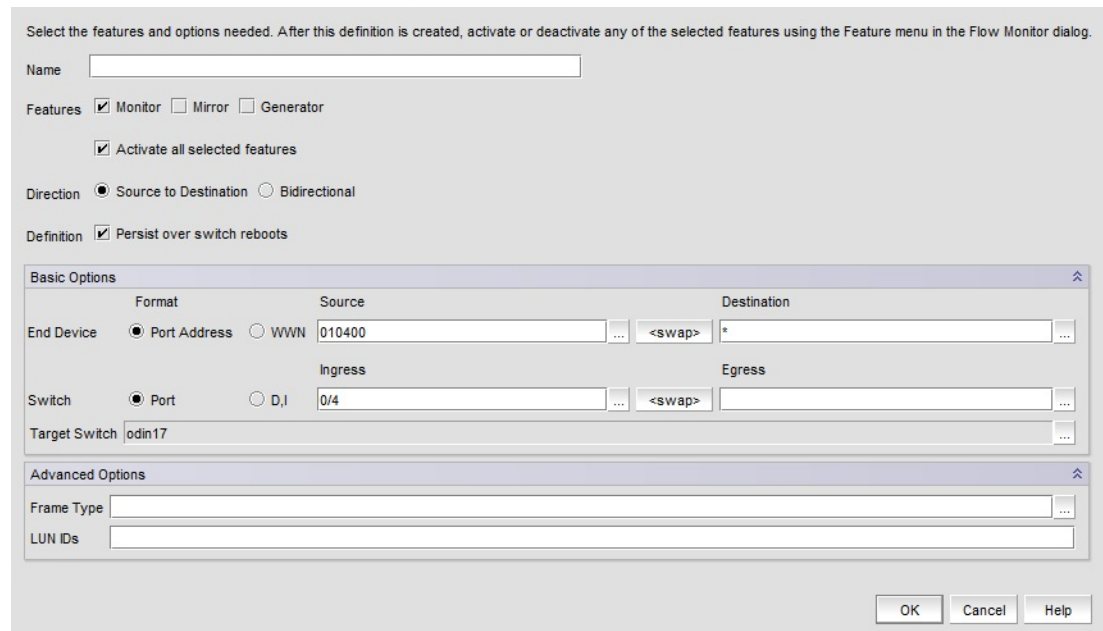 Select the features and options needed. After this definition is created, activate or deactivate any of the selected features using the Feature menu in the Flow Monitor dialog.
Name
Features Monitor Mirror Generator
Activate all selected features
Direction Source to Destination Bidirectional
Definition Persist over switch reboots
Basic Options
Format Source Destination
End Device Port Address WWN 010400 ... <swap> * ...
Ingress Egress
Switch Port D,I 0/4 ... <swap> ...
Target Switch odin17 ...
Advanced Options
Frame Type ...
LUN IDs
OK Cancel Help